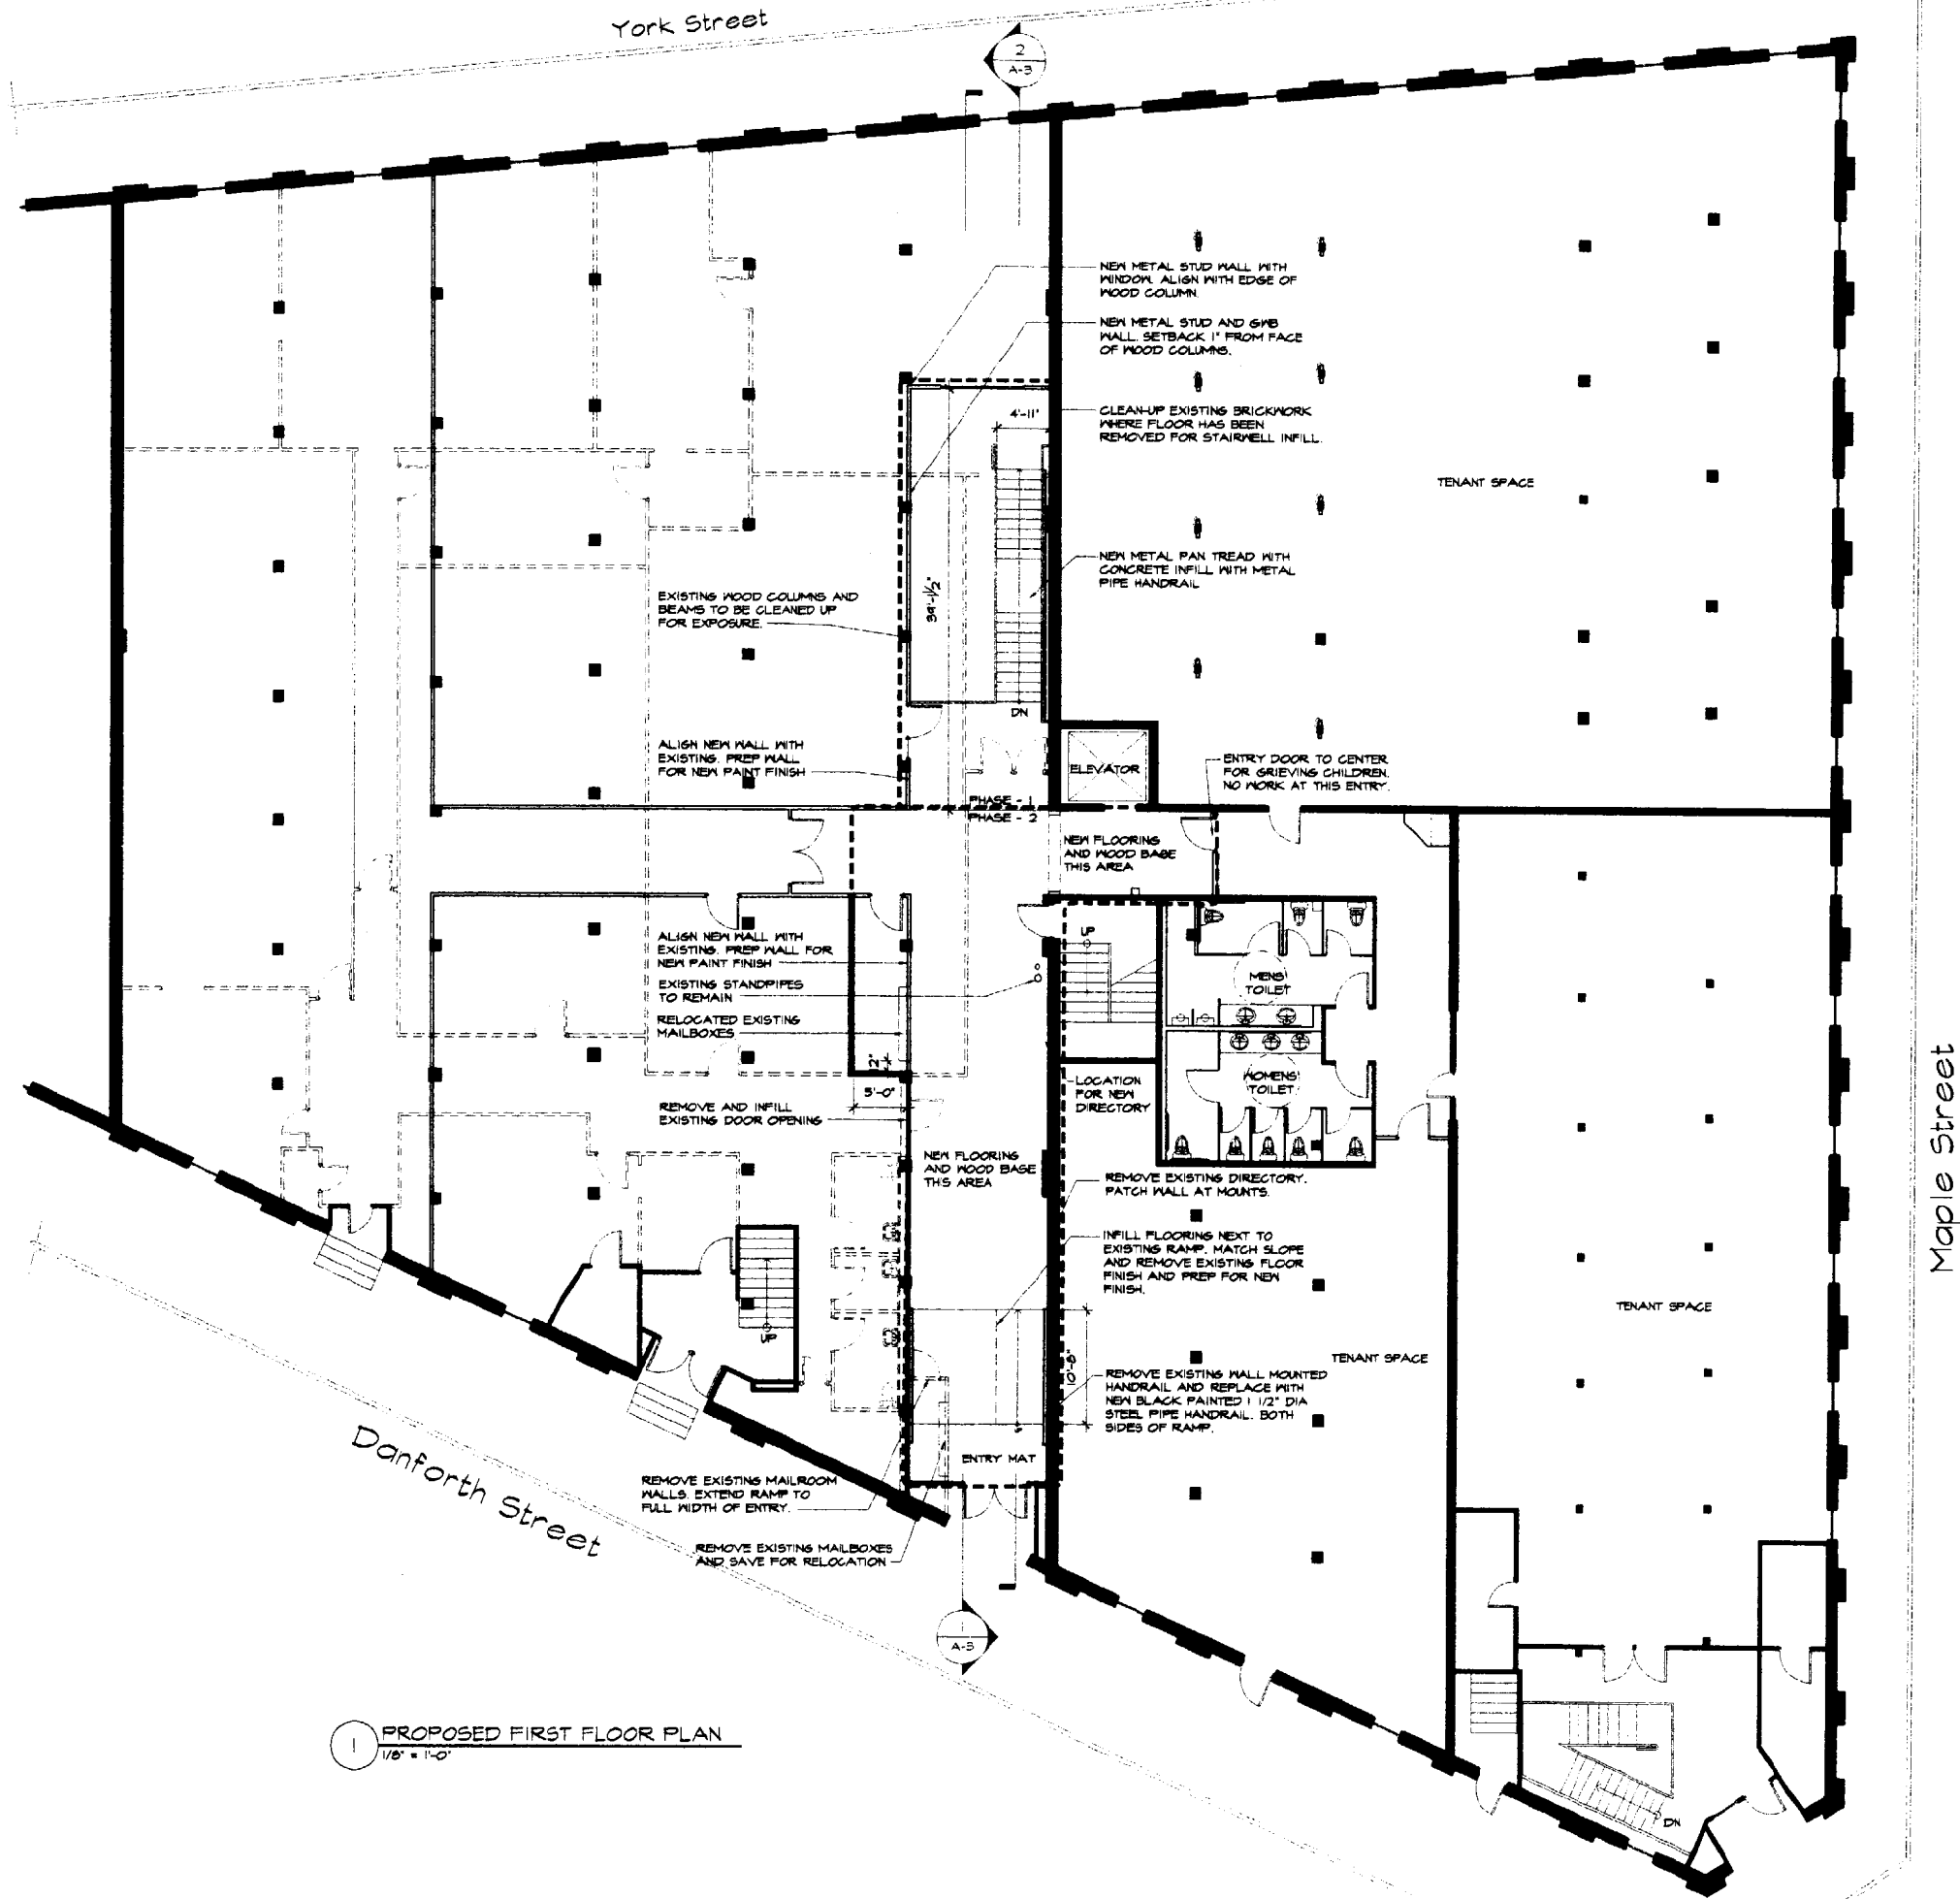 York Street
2
A-3
NEW METAL STUD WALL WITH
WINDOW. ALIGN WITH EDGE OF
WOOD COLUMN.
NEW METAL STUD AND GWB
WALL. SETBACK 1" FROM FACE
OF WOOD COLUMNS.
4'-11"
CLEAN-UP EXISTING BRICKWORK
WHERE FLOOR HAS BEEN
REMOVED FOR STAIRWELL INFILL.
TENANT SPACE
NEW METAL PAN TREAD WITH
CONCRETE INFILL WITH METAL
PIPE HANDRAIL
EXISTING WOOD COLUMNS AND
BEAMS TO BE CLEANED UP
FOR EXPOSURE.
39'-1/2"
DN
ALIGN NEW WALL WITH
EXISTING. PREP WALL
FOR NEW PAINT FINISH
ELEVATOR
ENTRY DOOR TO CENTER
FOR GRIEVING CHILDREN.
NO WORK AT THIS ENTRY.
PHASE - 1
PHASE - 2
NEW FLOORING
AND WOOD BASE
THIS AREA
ALIGN NEW WALL WITH
EXISTING. PREP WALL FOR
NEW PAINT FINISH
EXISTING STANDPIPES
TO REMAIN
RELOCATED EXISTING
MAILBOXES
UP
MENS
TOILET
12"
5'-0"
LOCATION
FOR NEW
DIRECTORY
WOMENS
TOILET
REMOVE AND INFILL
EXISTING DOOR OPENING
NEW FLOORING
AND WOOD BASE
THIS AREA
REMOVE EXISTING DIRECTORY.
PATCH WALL AT MOUNTS.
INFILL FLOORING NEXT TO
EXISTING RAMP. MATCH SLOPE
AND REMOVE EXISTING FLOOR
FINISH AND PREP FOR NEW
FINISH.
Maple Street
TENANT SPACE
UP
10'-8"
TENANT SPACE
REMOVE EXISTING WALL MOUNTED
HANDRAIL AND REPLACE WITH
NEW BLACK PAINTED 1 1/2" DIA
STEEL PIPE HANDRAIL. BOTH
SIDES OF RAMP.
ENTRY MAT
Danforth Street
REMOVE EXISTING MAILROOM
WALLS. EXTEND RAMP TO
FULL WIDTH OF ENTRY.
REMOVE EXISTING MAILBOXES
AND SAVE FOR RELOCATION
A-3
1
PROPOSED FIRST FLOOR PLAN
1/8" = 1'-0"
DN